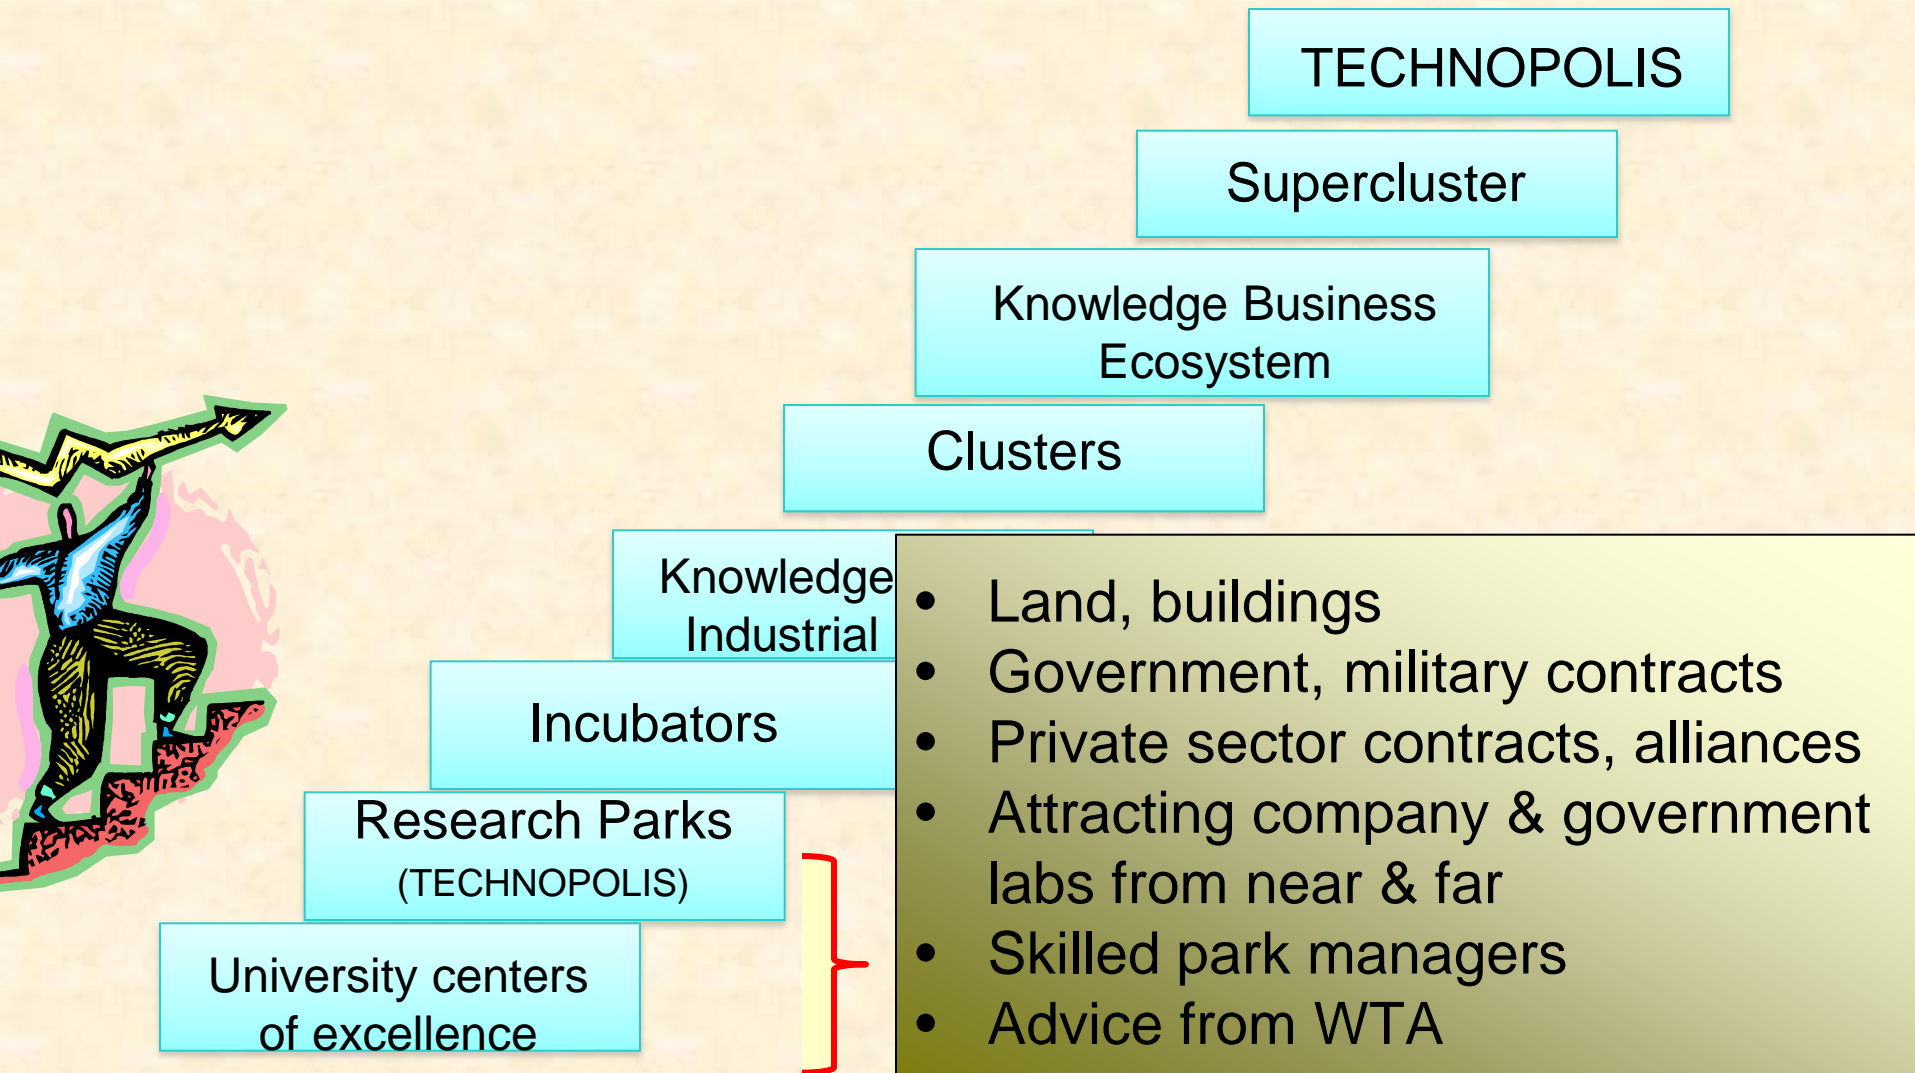 TECHNOPOLIS
Supercluster
Knowledge Business
Ecosystem
Clusters
Knowledge
Industrial
Incubators
Research Parks
(TECHNOPOLIS)
University centers
of excellence
• Land, buildings
• Government, military contracts
• Private sector contracts, alliances
• Attracting company & government
labs from near & far
• Skilled park managers
• Advice from WTA